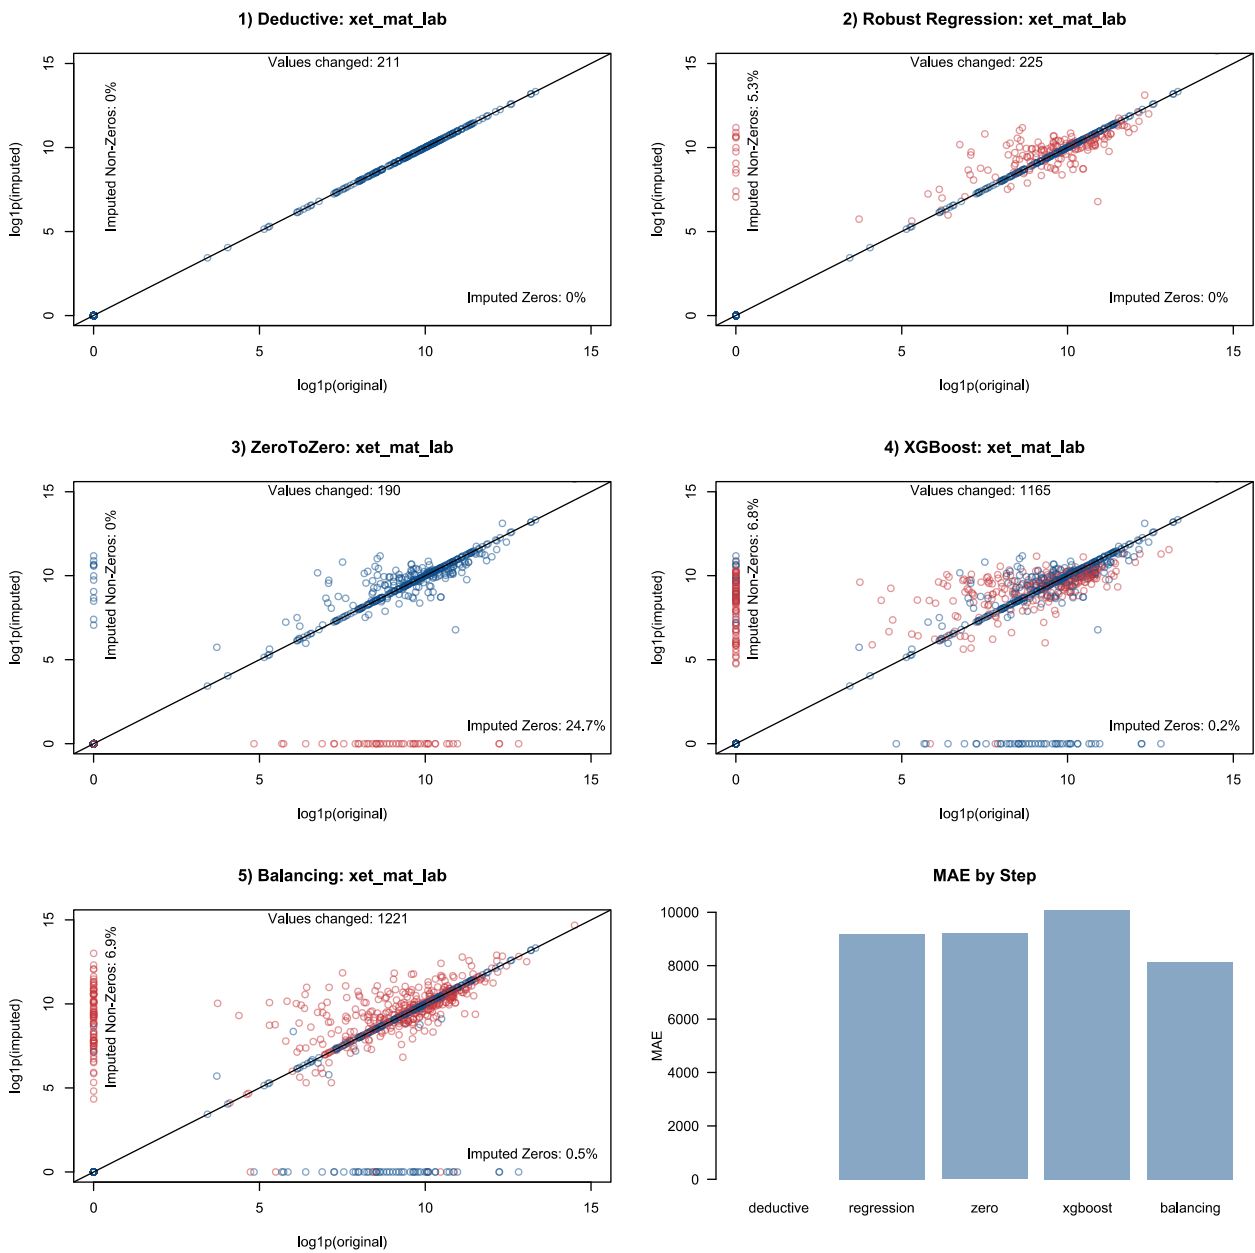 1) Deductive: xet_mat_lab
Values changed: 211
Imputed Non-Zeros: 0%
Imputed Zeros: 0%
log1p(imputed)
15
10
5
0
0
5
10
15
log1p(original)
2) Robust Regression: xet_mat_lab
Values changed: 225
Imputed Non-Zeros: 5.3%
Imputed Zeros: 0%
log1p(imputed)
15
10
5
0
0
5
10
15
log1p(original)
3) ZeroToZero: xet_mat_lab
Values changed: 190
Imputed Non-Zeros: 0%
Imputed Zeros: 24.7%
log1p(imputed)
15
10
5
0
0
5
10
15
log1p(original)
4) XGBoost: xet_mat_lab
Values changed: 1165
Imputed Non-Zeros: 6.8%
Imputed Zeros: 0.2%
log1p(imputed)
15
10
5
0
0
5
10
15
log1p(original)
5) Balancing: xet_mat_lab
Values changed: 1221
Imputed Non-Zeros: 6.9%
Imputed Zeros: 0.5%
log1p(imputed)
15
10
5
0
0
5
10
15
log1p(original)
MAE by Step
MAE
10000
8000
6000
4000
2000
0
deductive
regression
zero
xgboost
balancing